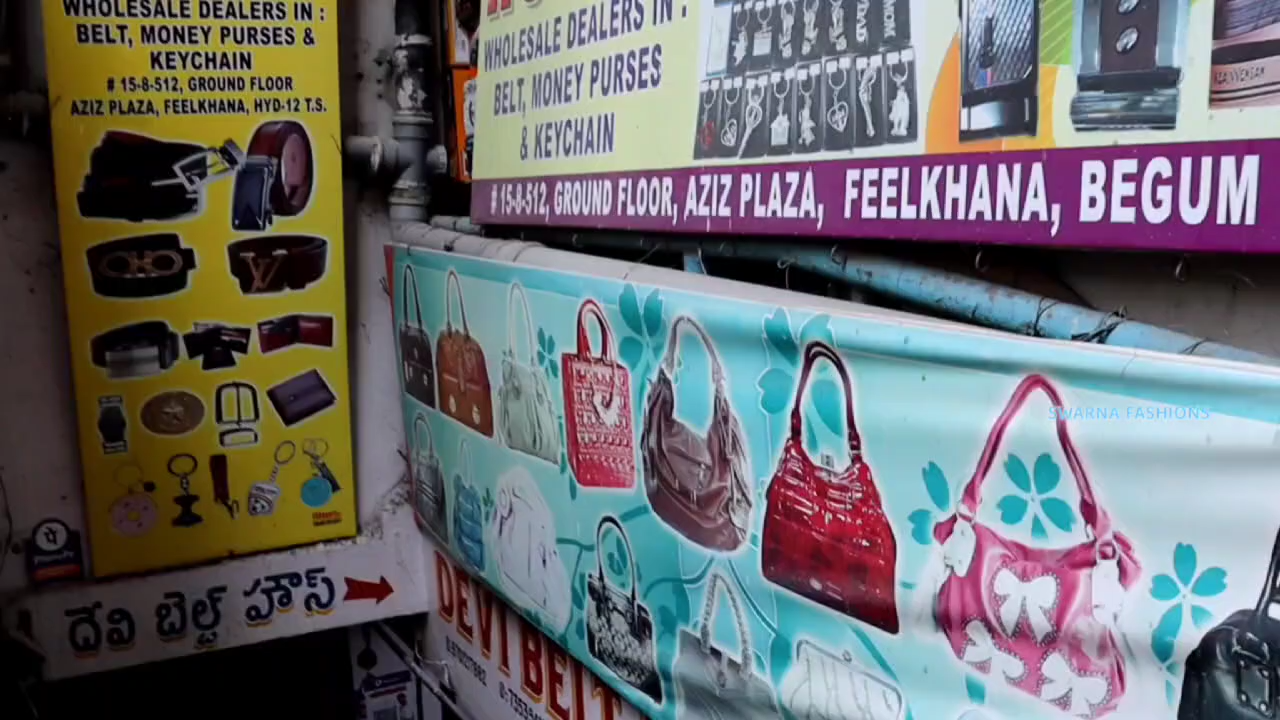 WHOLESALE DEALERS IN :
BELT, MONEY PURSES &
KEYCHAIN
# 15-8-512, GROUND FLOOR
AZIZ PLAZA, FEELKHANA, HYD-12 T.S.
WHOLESALE DEALERS IN :
BELT, MONEY PURSES
& KEYCHAIN
# 15-8-512, GROUND FLOOR, AZIZ PLAZA, FEELKHANA, BEGUM
SWARNA FASHIONS
దేవి బెల్ట్ హౌస్
DEVI BELT